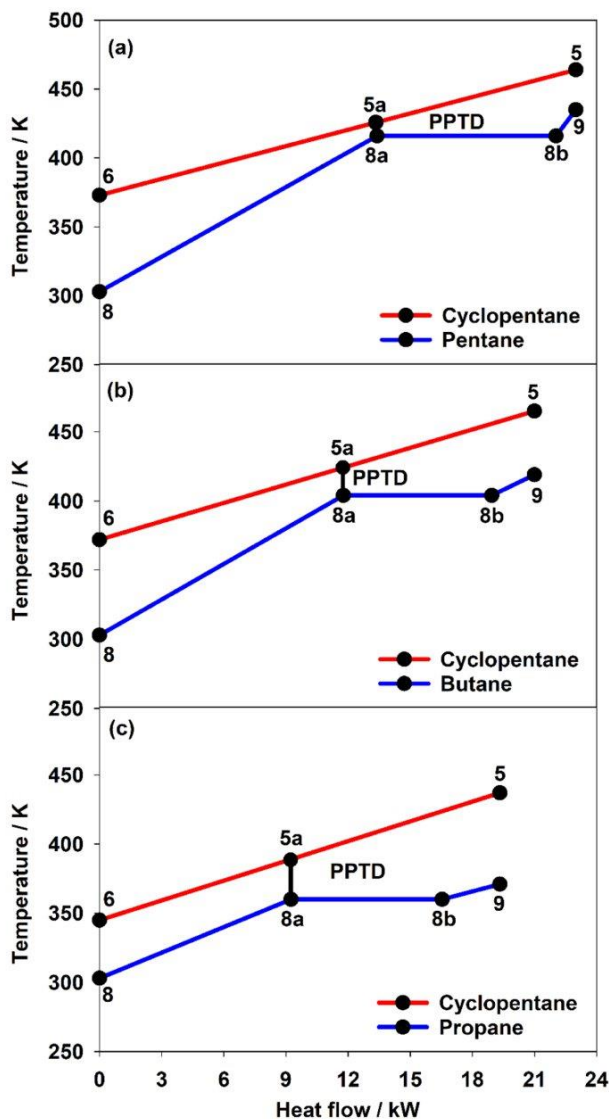 500
(a)
5
450
5a
PPTD
9
400
8a
8b
6
350
300
8
Cyclopentane
Pentane
250
Temperature / K
(b)
5
450
5a
PPTD
400
8a
8b
9
6
350
300
8
Cyclopentane
Butane
250
Temperature / K
(c)
5
450
400
5a
PPTD
6
350
8a
8b
9
300
8
Cyclopentane
Propane
250
Temperature / K
0 3 6 9 12 15 18 21 24
Heat flow / kW